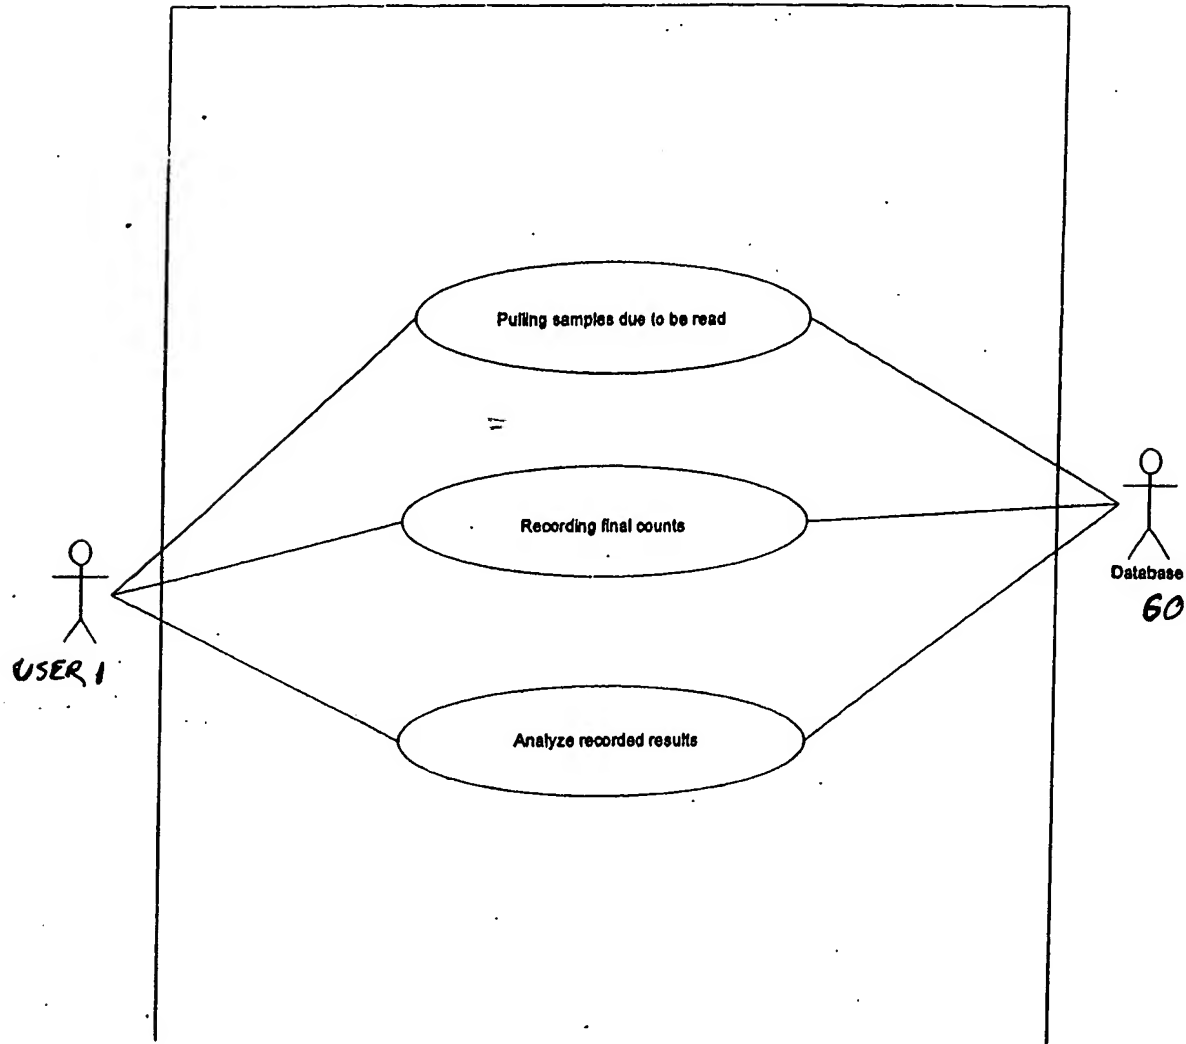 Pulling samples due to be read
Recording final counts
Database
60
USER 1
Analyze recorded results